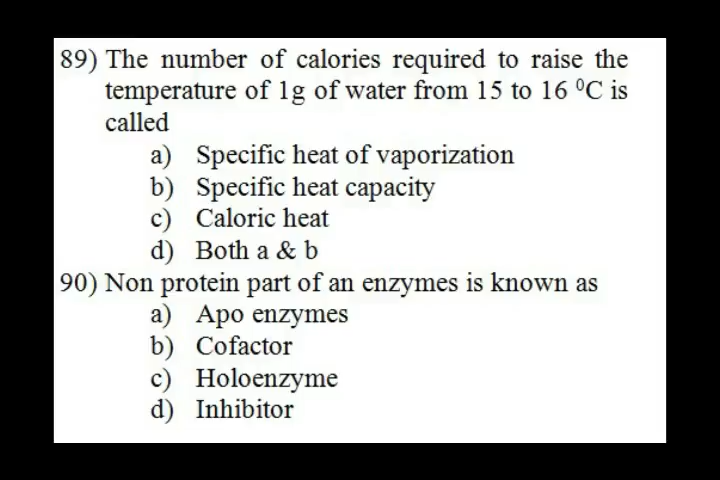 89) The number of calories required to raise the
temperature of 1g of water from 15 to 16 ⁰C is
called
a) Specific heat of vaporization
b) Specific heat capacity
c) Caloric heat
d) Both a & b
90) Non protein part of an enzymes is known as
a) Apo enzymes
b) Cofactor
c) Holoenzyme
d) Inhibitor